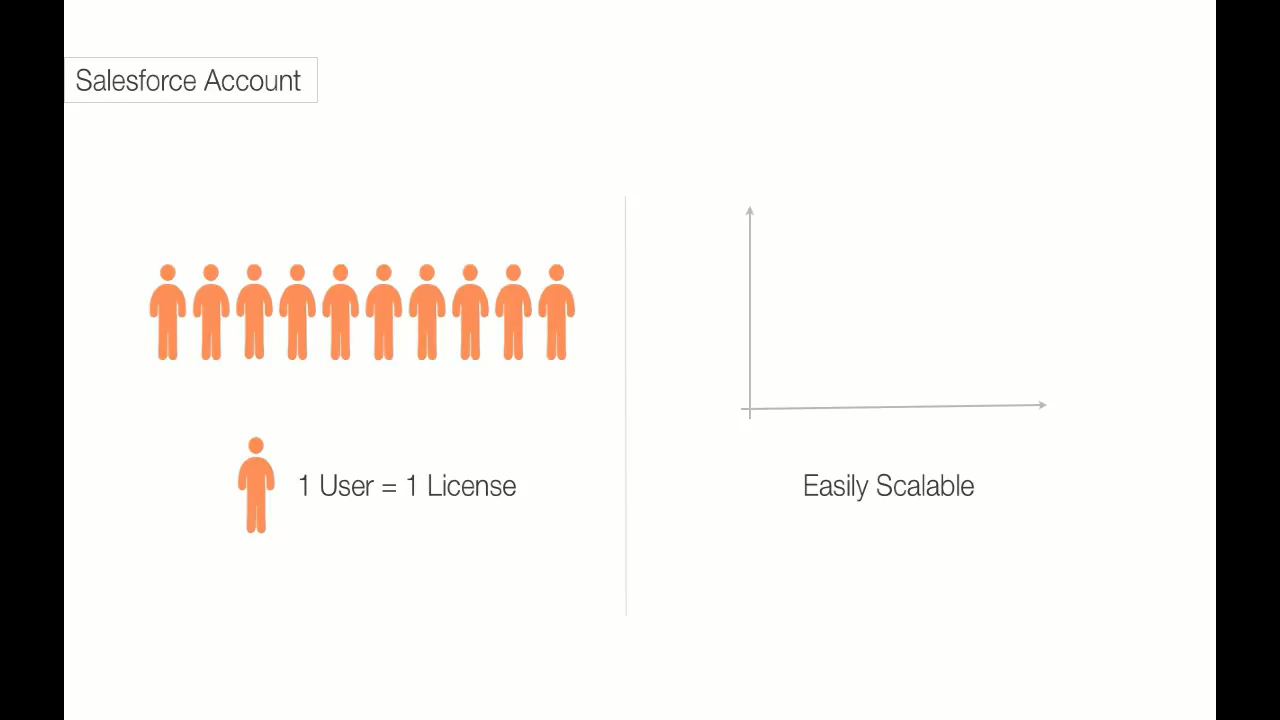 Salesforce Account
1 User = 1 License
Easily Scalable